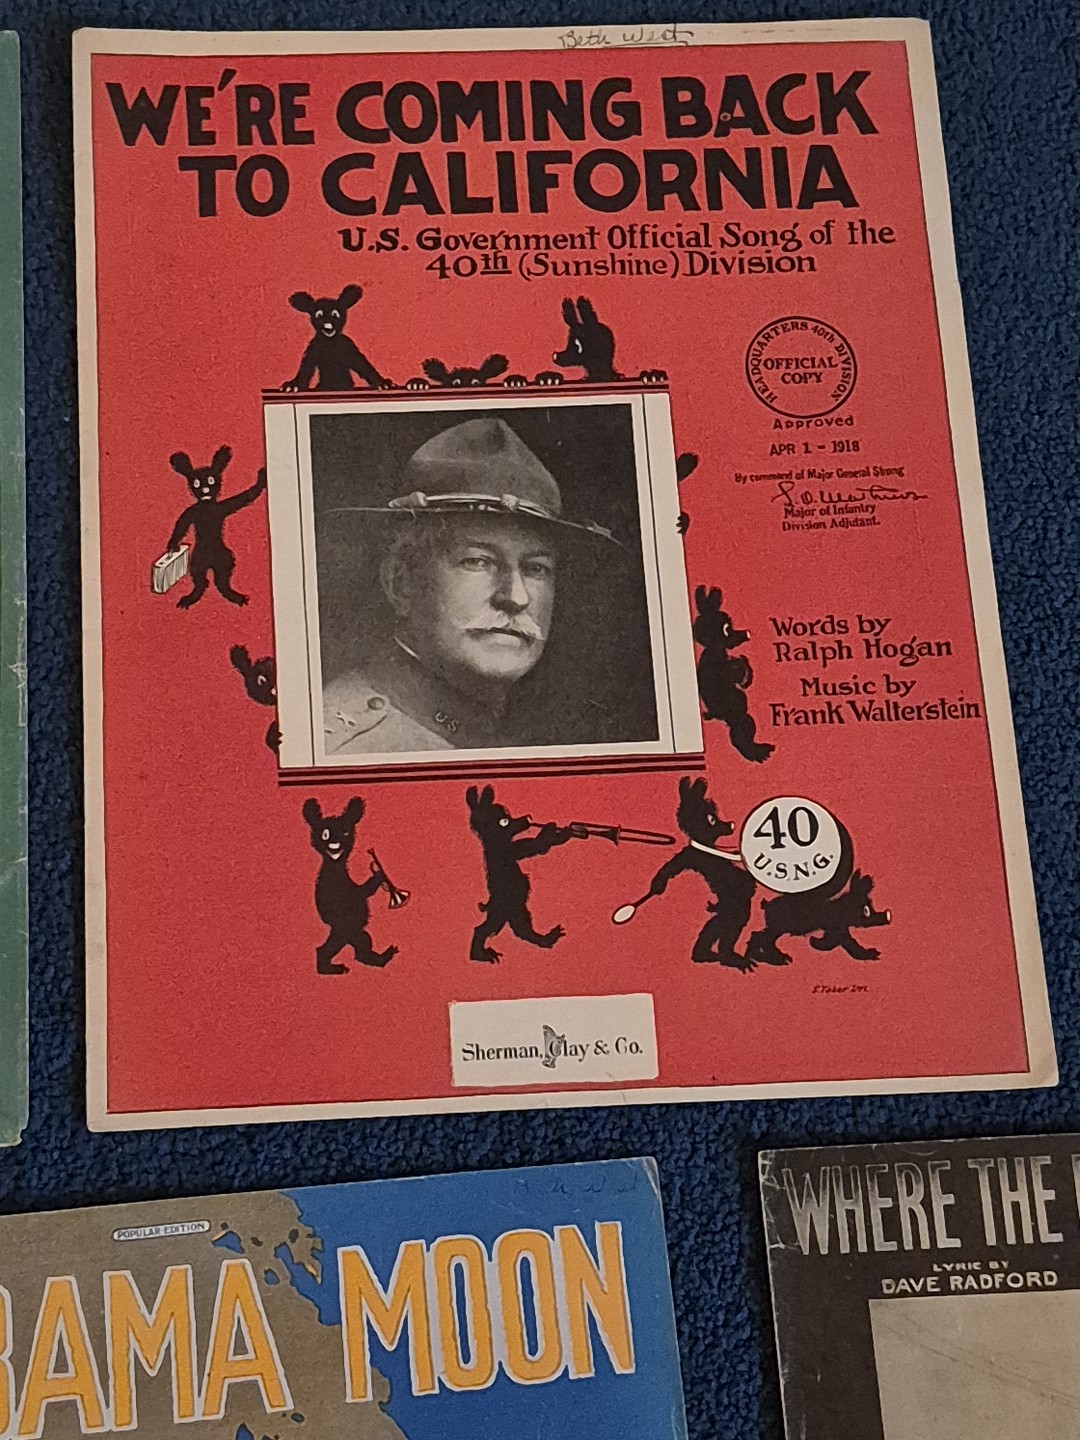 Beth West
WE'RE COMING BACK
TO CALIFORNIA
U.S. Government Official Song of the
40th (Sunshine) Division
HEADQUARTERS 40th DIVISION
OFFICIAL
COPY
Approved
APR 1 - 1918
By command of Major General Strong
Major of Infantry
Division Adjutant.
Words by
Ralph Hogan
Music by
Frank Walterstein
U.S
40
U.S.N.G.
Sherman, Clay & Co.
POPULAR EDITION
BAMA MOON
WHERE THE
LYRIC BY
DAVE RADFORD